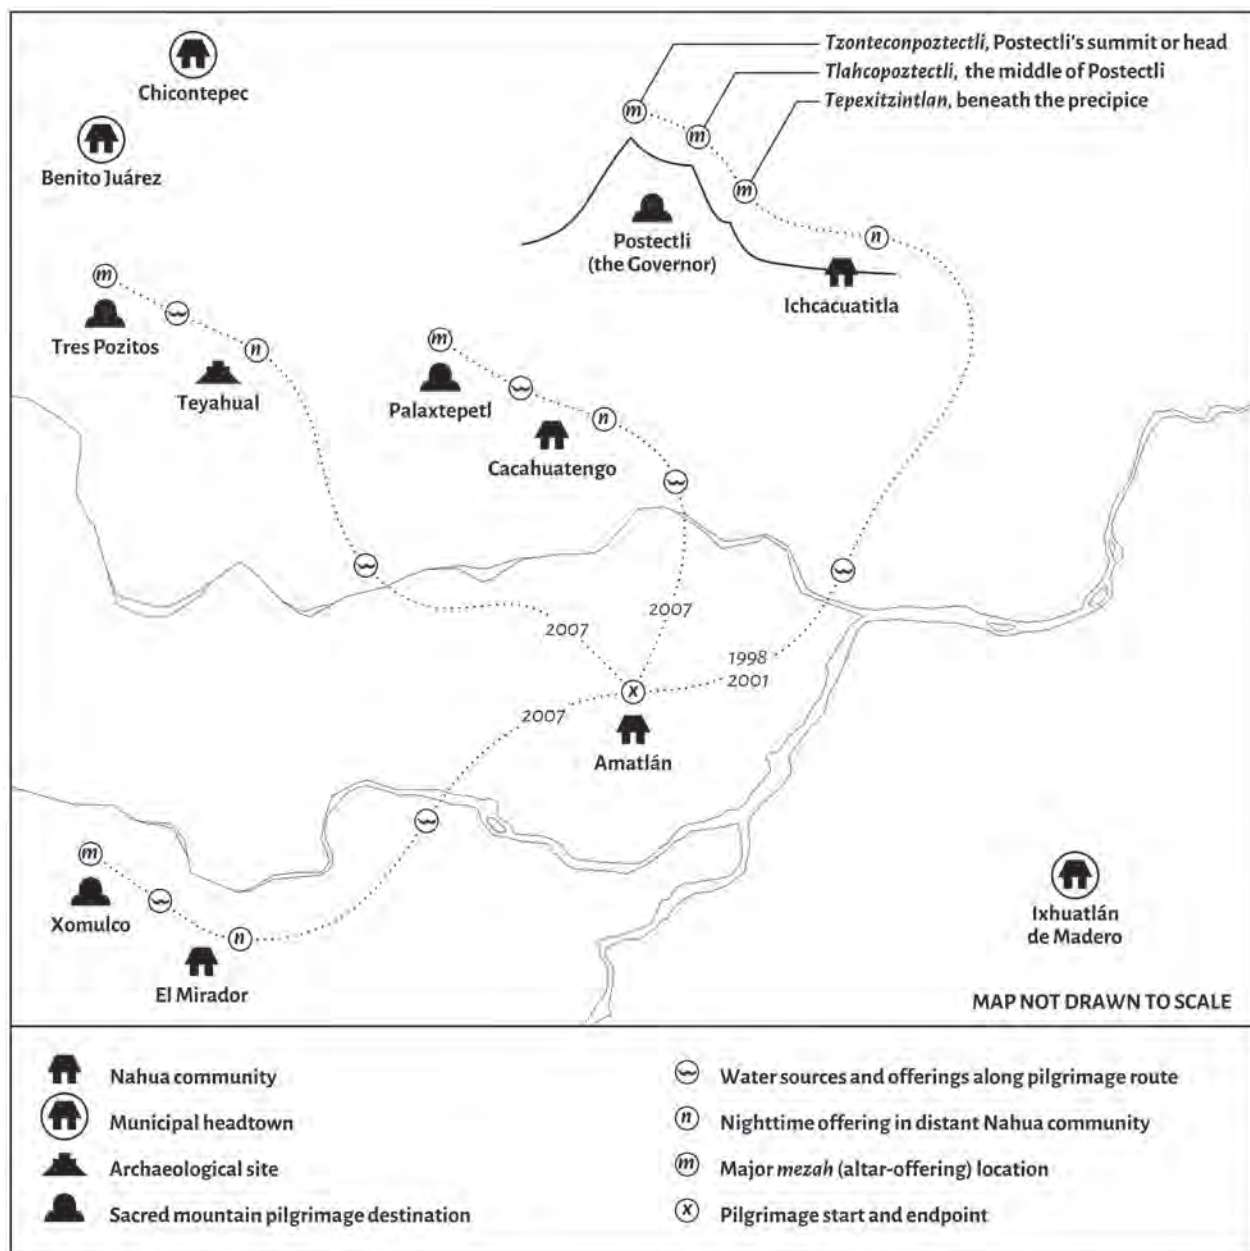 Chicontepec
Benito Juárez
Tzonteconpoztectli, Postectli's summit or head
Tlahcopoztectli, the middle of Postectli
Tepexitzintlan, beneath the precipice
m
m
m
n
Postectli
(the Governor)
Ichcacuatitla
m
Tres Pozitos
n
Teyahual
m
Palaxtepetl
n
Cacahuatengo
2007
2007
1998
2001
x
2007
Amatlán
m
Xomulco
n
El Mirador
Ixhuatlán
de Madero
MAP NOT DRAWN TO SCALE
Nahua community
Municipal headtown
Archaeological site
Sacred mountain pilgrimage destination
Water sources and offerings along pilgrimage route
n Nighttime offering in distant Nahua community
m Major mezah (altar-offering) location
x Pilgrimage start and endpoint